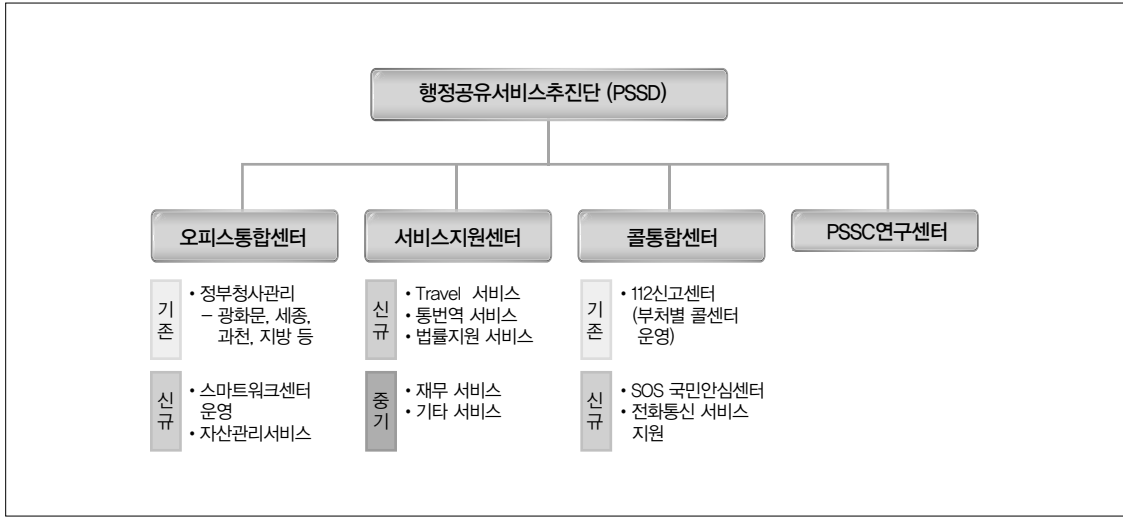 행정공유서비스추진단 (PSSD)
오피스통합센터
기존
• 정부청사관리
– 광화문, 세종,
과천, 지방 등
신규
• 스마트워크센터
운영
• 자산관리서비스
서비스지원센터
신규
• Travel 서비스
• 통번역 서비스
• 법률지원 서비스
중기
• 재무 서비스
• 기타 서비스
콜통합센터
기존
• 112신고센터
(부처별 콜센터
운영)
신규
• SOS 국민안심센터
• 전화통신 서비스
지원
PSSC연구센터